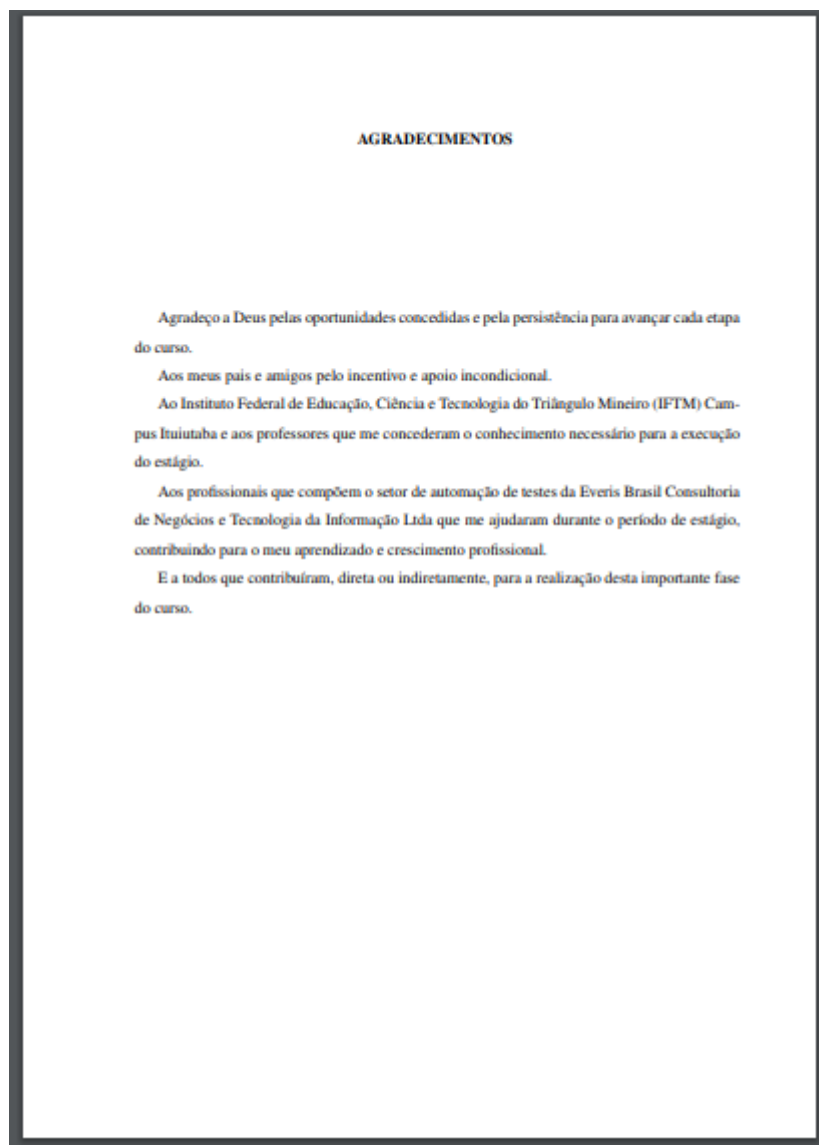 AGRADECIMENTOS
Agradeço a Deus pelas oportunidades concedidas e pela persistência para avançar cada etapa
do curso.
Aos meus pais e amigos pelo incentivo e apoio incondicional.
Ao Instituto Federal de Educação, Ciência e Tecnologia do Triângulo Mineiro (IFTM) Cam-
pus Ituiutaba e aos professores que me concederam o conhecimento necessário para a execução
do estágio.
Aos profissionais que compõem o setor de automação de testes da Everis Brasil Consultoria
de Negócios e Tecnologia da Informação Ltda que me ajudaram durante o período de estágio,
contribuindo para o meu aprendizado e crescimento profissional.
E a todos que contribuíram, direta ou indiretamente, para a realização desta importante fase
do curso.